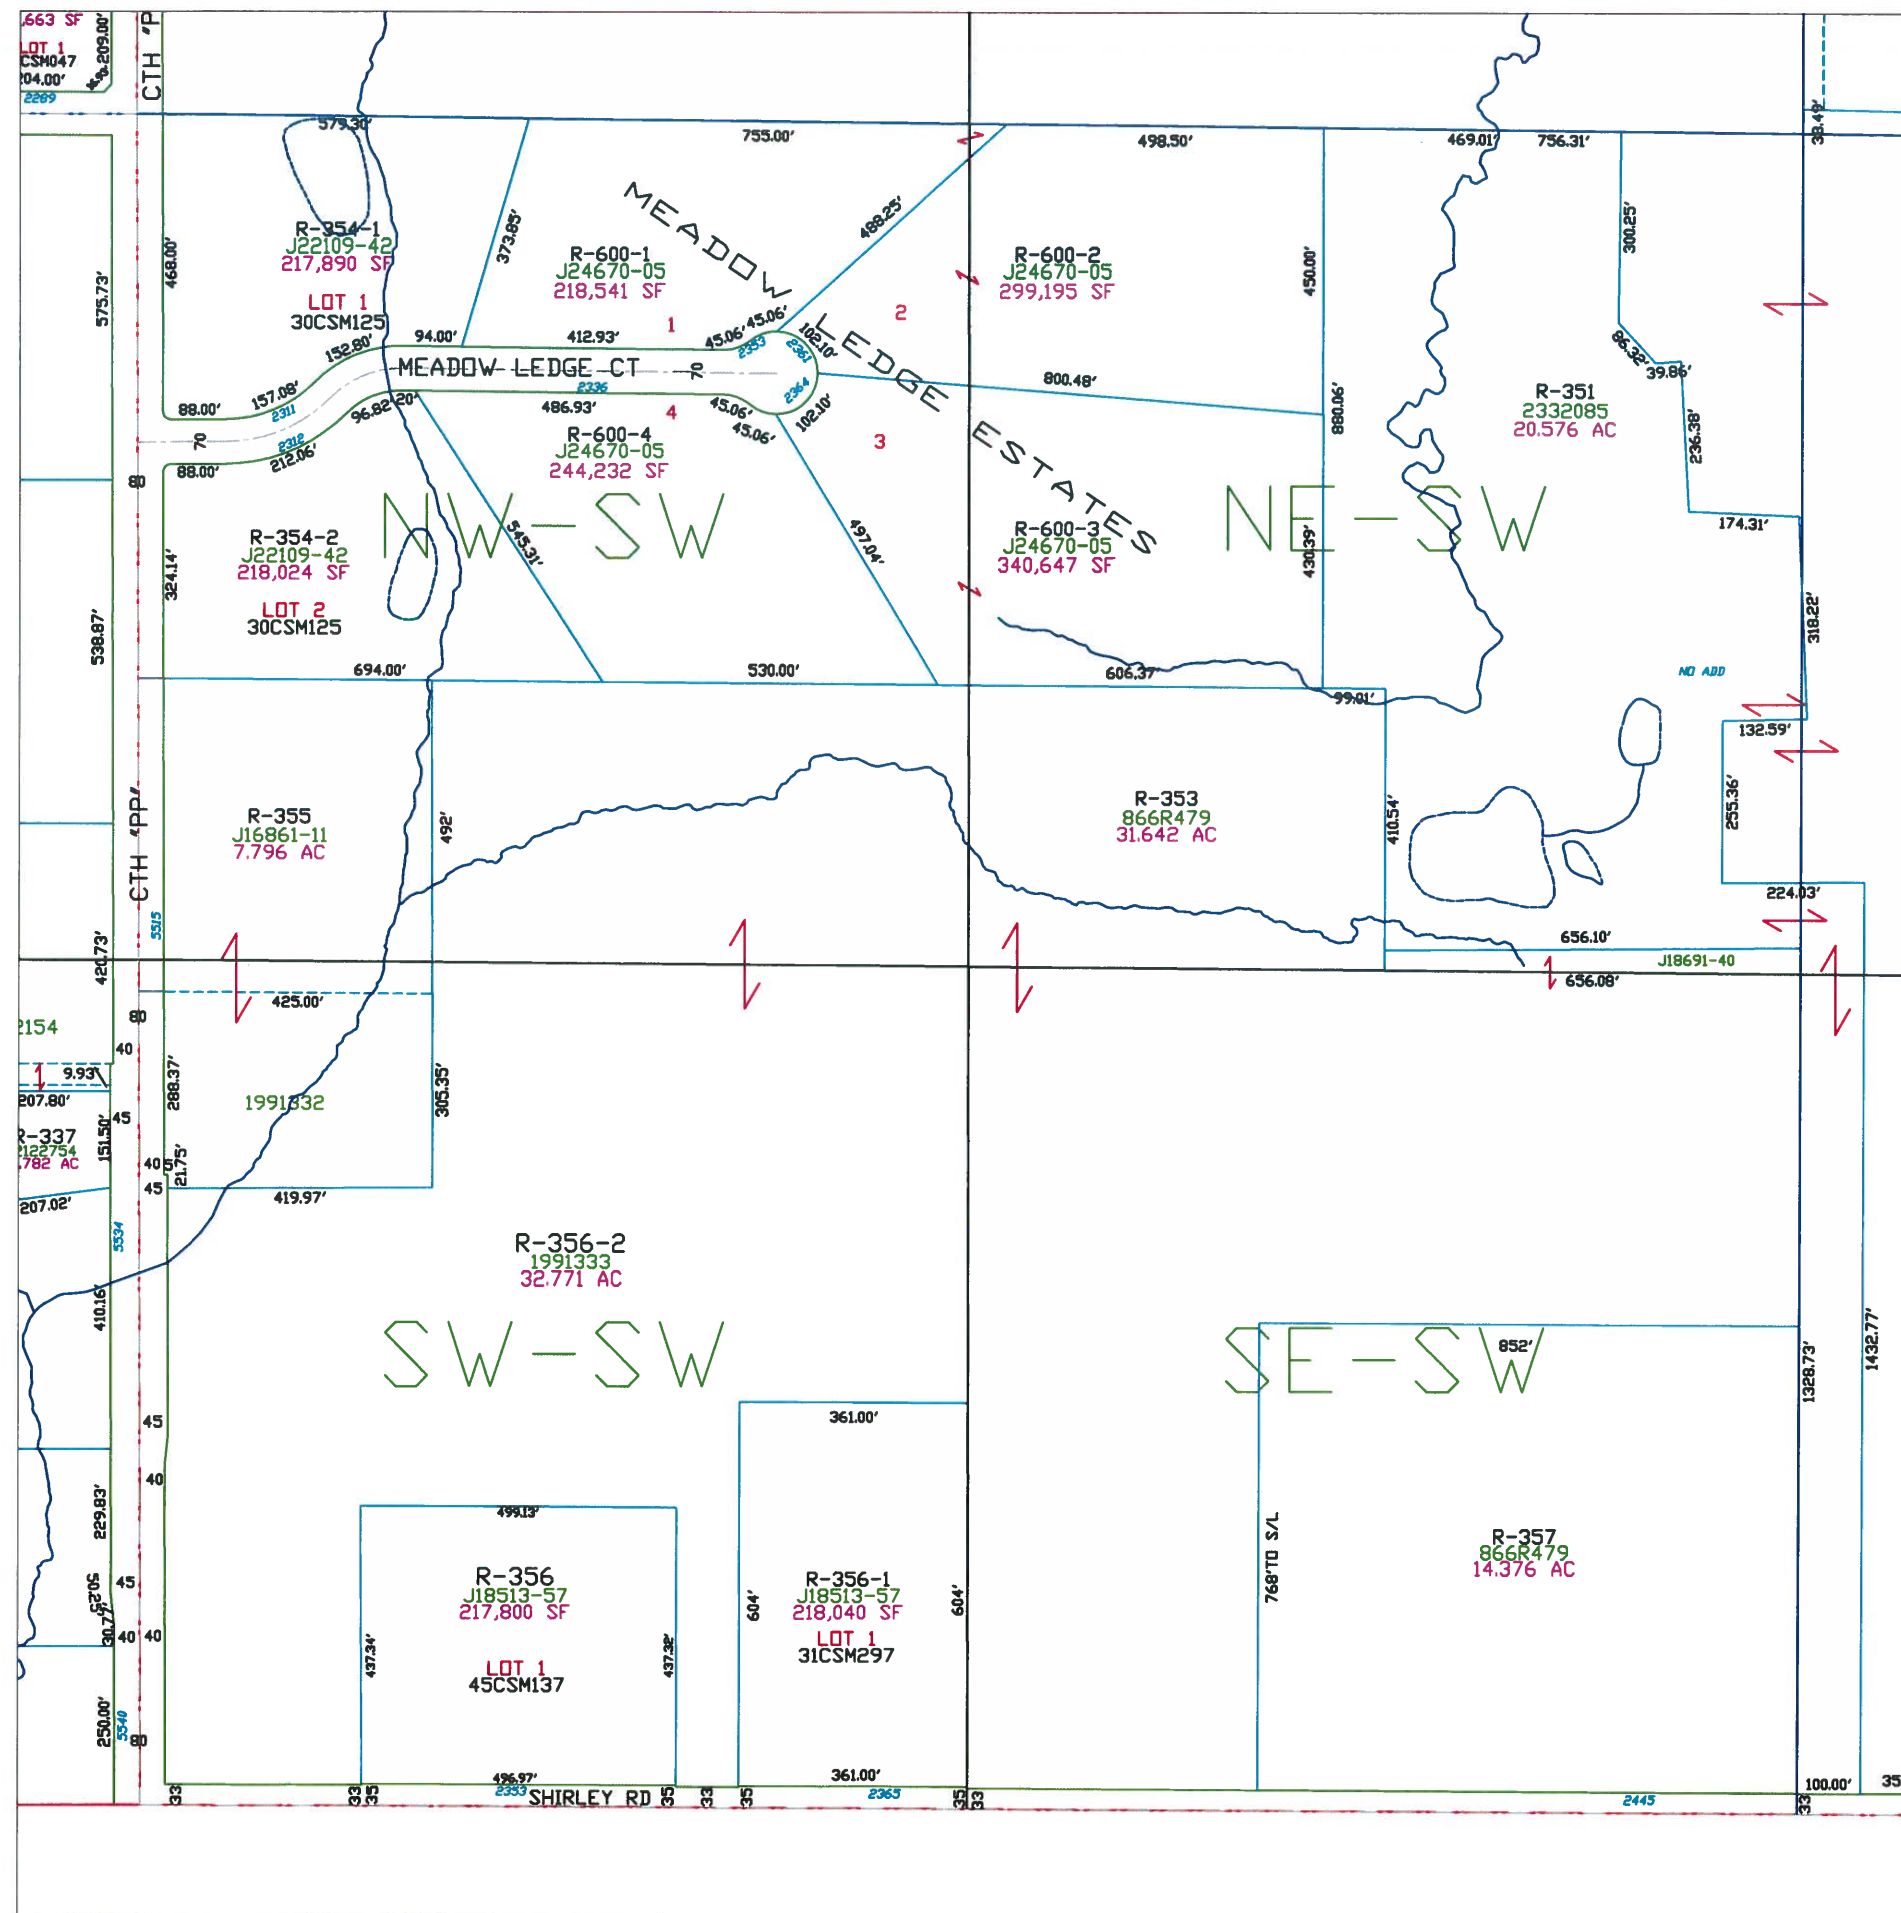 ,663 SF
LOT 1
CSM047
204.00'
2289
209.00'
CTH "P
579.30'
755.00'
498.50'
469.01'
756.31'
38.49'
575.73'
468.00'
R-354-1
J22109-42
217,890 SF
LOT 1
30CSM125
373.85'
R-600-1
J24670-05
218,541 SF
1
MEADOW
LEDGE
ESTATES
488.25'
R-600-2
J24670-05
299,195 SF
2
450.00'
300.25'
86.32'
39.86'
R-351
2332085
20.576 AC
236.38'
174.31'
88.00'
157.08'
152.80'
94.00'
412.93'
45.06'
45.06'
102.10'
2353
2361
2364
2311
2312
MEADOW LEDGE CT
70
70
2336
88.00'
212.06'
96.82'
20'
486.93'
4
45.06'
45.06'
102.10'
800.48'
880.06'
R-600-4
J24670-05
244,232 SF
3
80
NW-SW
NE-SW
R-354-2
J22109-42
218,024 SF
LOT 2
30CSM125
324.14'
538.87'
545.31'
497.04'
R-600-3
J24670-05
340,647 SF
430.39'
318.22'
694.00'
530.00'
606.37'
99.01'
NO ADD
132.59'
255.36'
224.03'
CTH "PP"
5515
R-355
J16861-11
7.796 AC
492'
R-353
866R479
31.642 AC
410.54'
656.10'
J18691-40
656.08'
420.73'
425.00'
80
2154
40
9.93'
207.80'
45
151.50'
R-337
2122754
.782 AC
207.02'
288.37'
1991332
305.35'
40
5
21.75'
45
419.97'
5534
410.16'
R-356-2
1991333
32.771 AC
SW-SW
SE-SW
852'
1328.73'
1432.77'
361.00'
45
40
229.83'
499.13'
R-356
J18513-57
217,800 SF
LOT 1
45CSM137
437.34'
437.32'
604'
R-356-1
J18513-57
218,040 SF
LOT 1
31CSM297
604'
768'TO S/L
R-357
866R479
14.376 AC
45
50.25'
30.77'
40
40
250.00'
5540
80
33
33
35
496.97'
2353
SHIRLEY RD
35
33
35
361.00'
2365
35
33
2445
100.00'
33
35